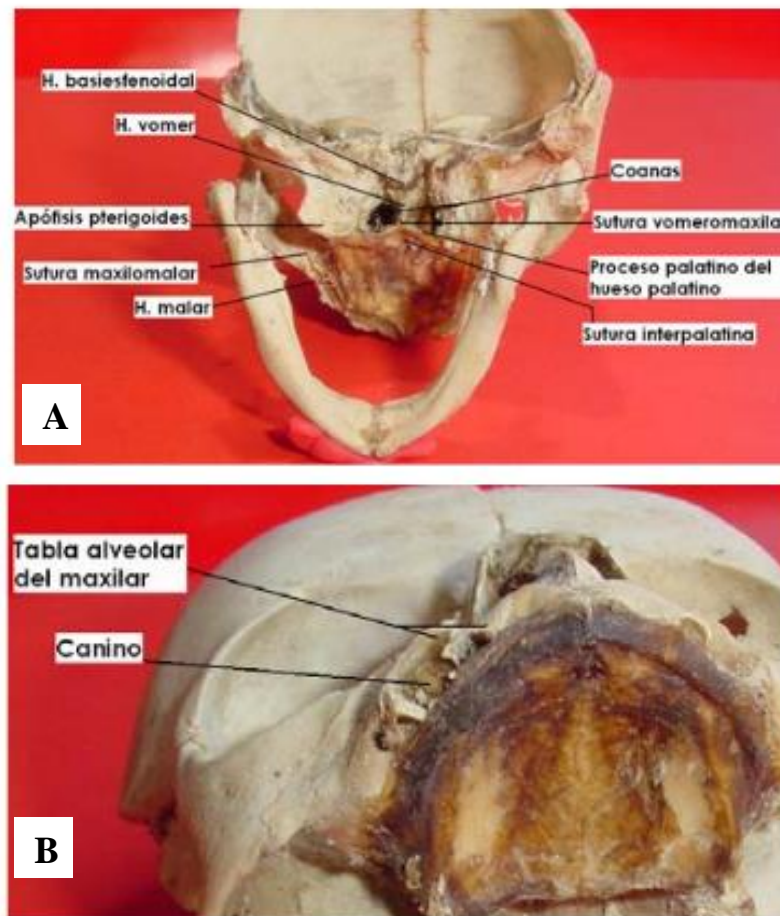 H. basiesfenoidal
H. vomer
Coanas
Apófisis pterigoides
Sutura vomeromaxila
Sutura maxilomalar
Proceso palatino del
hueso palatino
H. malar
Sutura interpalatina
A
Tabla alveolar
del maxilar
Canino
B